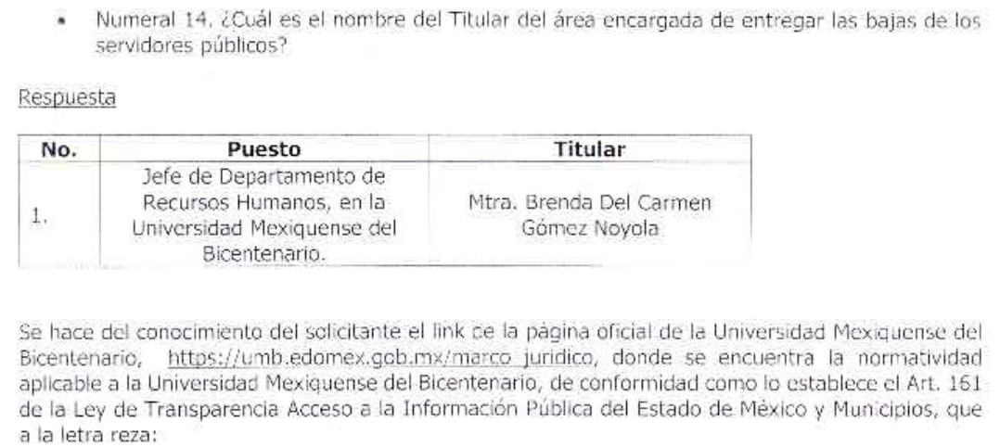 • Numeral 14. ¿Cuál es el nombre del Titular del área encargada de entregar las bajas de los
servidores públicos?
Respuesta
No. Puesto Titular
1. Jefe de Departamento de
Recursos Humanos, en la
Universidad Mexiquense del
Bicentenario.
Mtra. Brenda Del Carmen
Gómez Noyola
Se hace del conocimiento del solicitante el link de la página oficial de la Universidad Mexiquense del
Bicentenario, https://umb.edomex.gob.mx/marco_juridico, donde se encuentra la normatividad
aplicable a la Universidad Mexiquense del Bicentenario, de conformidad como lo establece el Art. 161
de la Ley de Transparencia Acceso a la Información Pública del Estado de México y Municipios, que
a la letra reza: